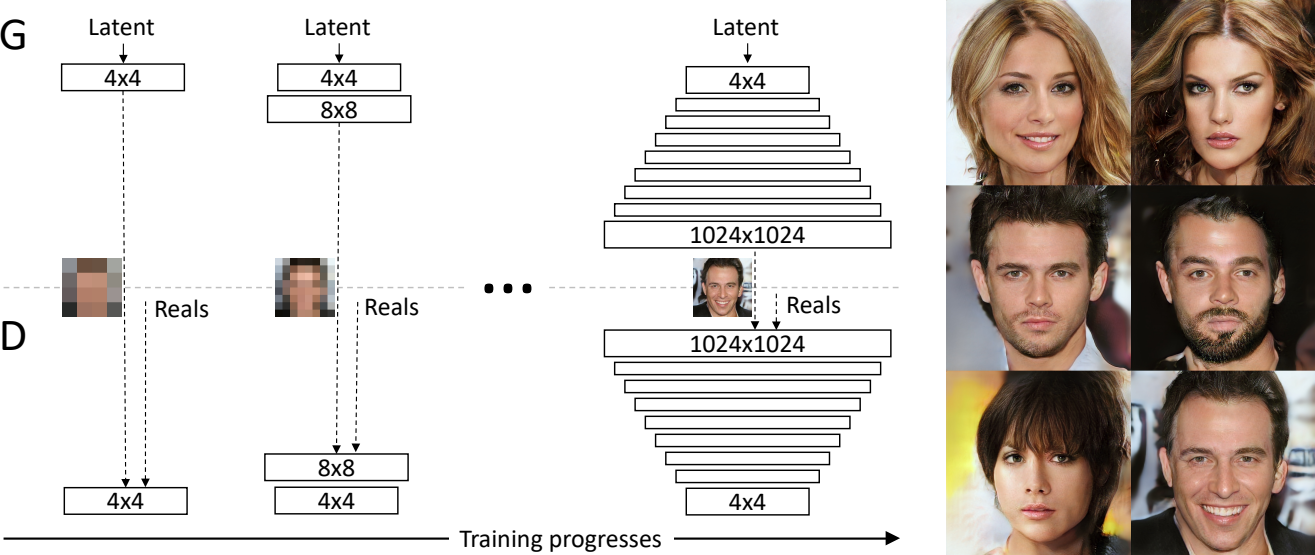 G
Latent
4x4
Latent
4x4
8x8
Latent
4x4
1024x1024
Reals
Reals
Reals
D
1024x1024
8x8
4x4
4x4
4x4
Training progresses